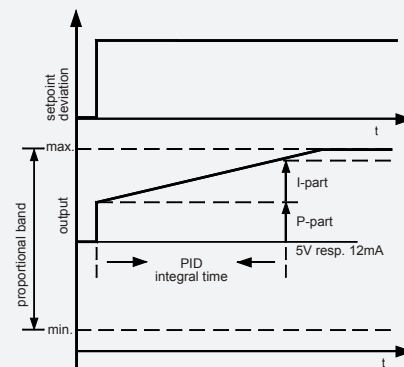 setpoint
deviation
t
max.
proportional band
output
I-part
P-part
5V resp. 12mA
PID
integral time
min.
t